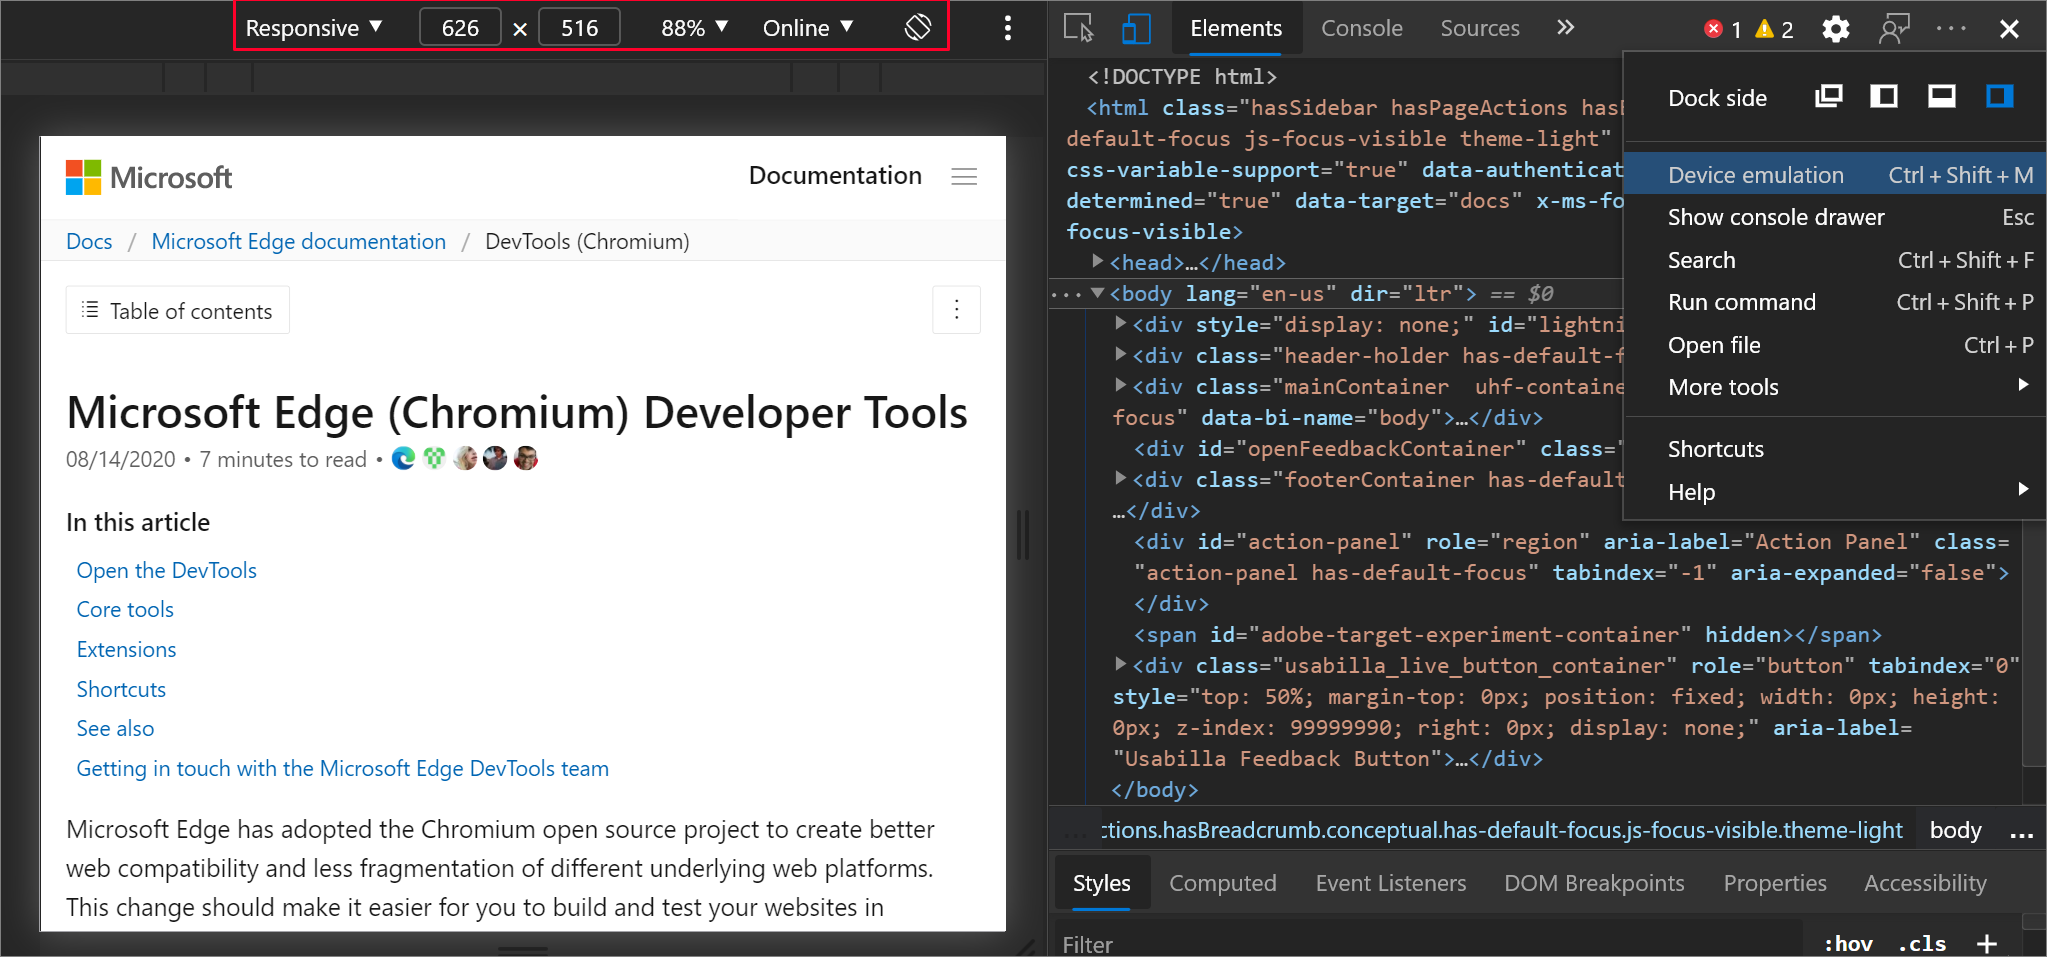 Responsive ▼ 626 × 516 88% ▼ Online ▼
Microsoft Documentation
Docs / Microsoft Edge documentation / DevTools (Chromium)
Table of contents
Microsoft Edge (Chromium) Developer Tools
08/14/2020 • 7 minutes to read •
In this article
Open the DevTools
Core tools
Extensions
Shortcuts
See also
Getting in touch with the Microsoft Edge DevTools team
Microsoft Edge has adopted the Chromium open source project to create better
web compatibility and less fragmentation of different underlying web platforms.
This change should make it easier for you to build and test your websites in
Elements Console Sources » 1 2
<!DOCTYPE html>
<html class="hasSidebar hasPageActions has
default-focus js-focus-visible theme-light"
css-variable-support="true" data-authenticat
determined="true" data-target="docs" x-ms-fo
focus-visible>
<head>…</head>
<body lang="en-us" dir="ltr"> == $0
<div style="display: none;" id="lightni
<div class="header-holder has-default-f
<div class="mainContainer uhf-containe
focus" data-bi-name="body">…</div>
<div id="openFeedbackContainer" class="
<div class="footerContainer has-default
…</div>
<div id="action-panel" role="region" aria-label="Action Panel" class=
"action-panel has-default-focus" tabindex="-1" aria-expanded="false">
</div>
<span id="adobe-target-experiment-container" hidden></span>
<div class="usabilla_live_button_container" role="button" tabindex="0"
style="top: 50%; margin-top: 0px; position: fixed; width: 0px; height:
0px; z-index: 99999990; right: 0px; display: none;" aria-label=
"Usabilla Feedback Button">…</div>
</body>
Dock side
Device emulation Ctrl + Shift + M
Show console drawer Esc
Search Ctrl + Shift + F
Run command Ctrl + Shift + P
Open file Ctrl + P
More tools
Shortcuts
Help
... ctions.hasBreadcrumb.conceptual.has-default-focus.js-focus-visible.theme-light body ...
Styles Computed Event Listeners DOM Breakpoints Properties Accessibility
Filter :hov .cls +